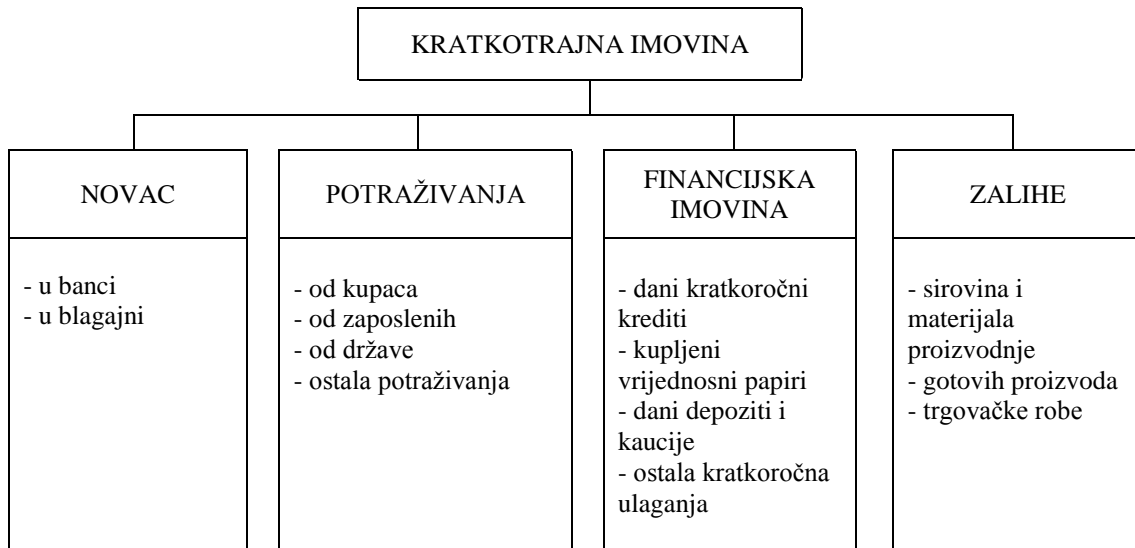 KRATKOTRAJNA IMOVINA
NOVAC
- u banci
- u blagajni
POTRAŽIVANJA
- od kupaca
- od zaposlenih
- od države
- ostala potraživanja
FINANCIJSKA
IMOVINA
- dani kratkoročni
krediti
- kupljeni
vrijednosni papiri
- dani depoziti i
kaucije
- ostala kratkoročna
ulaganja
ZALIHE
- sirovina i
materijala
proizvodnje
- gotovih proizvoda
- trgovačke robe